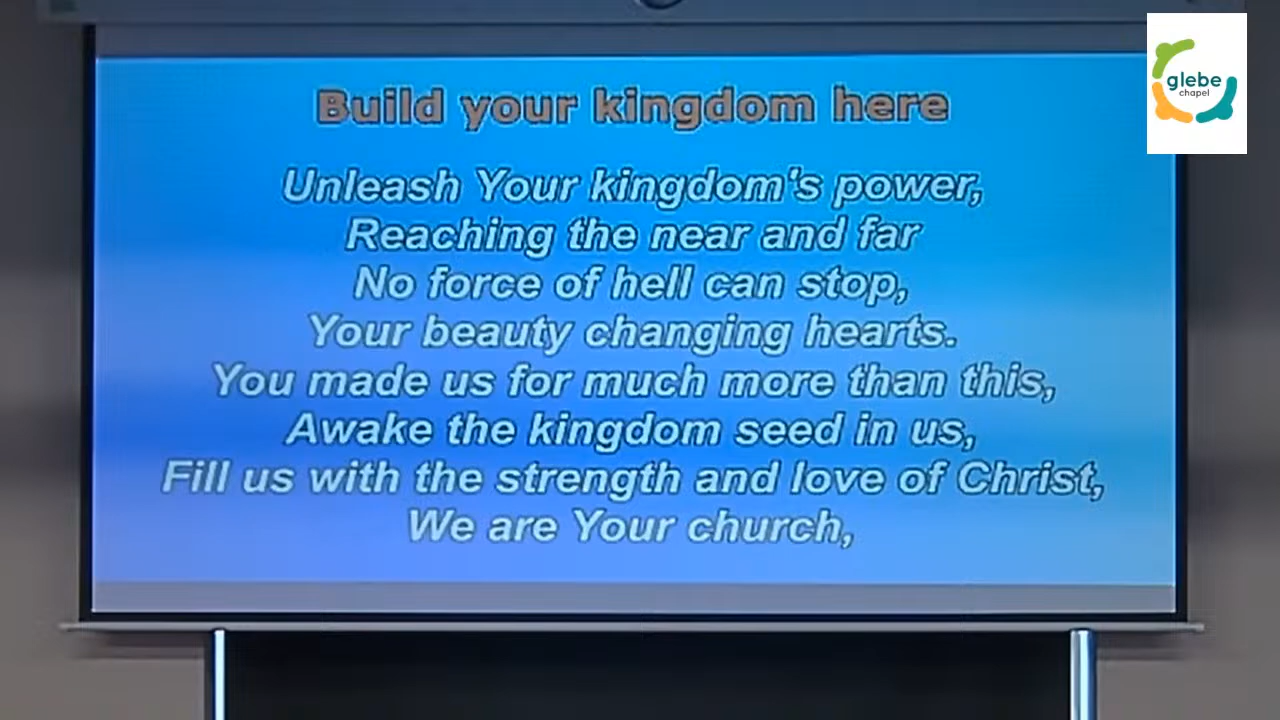 glebe
chapel
Build your kingdom here
Unleash Your kingdom's power,
Reaching the near and far
No force of hell can stop,
Your beauty changing hearts.
You made us for much more than this,
Awake the kingdom seed in us,
Fill us with the strength and love of Christ,
We are Your church,